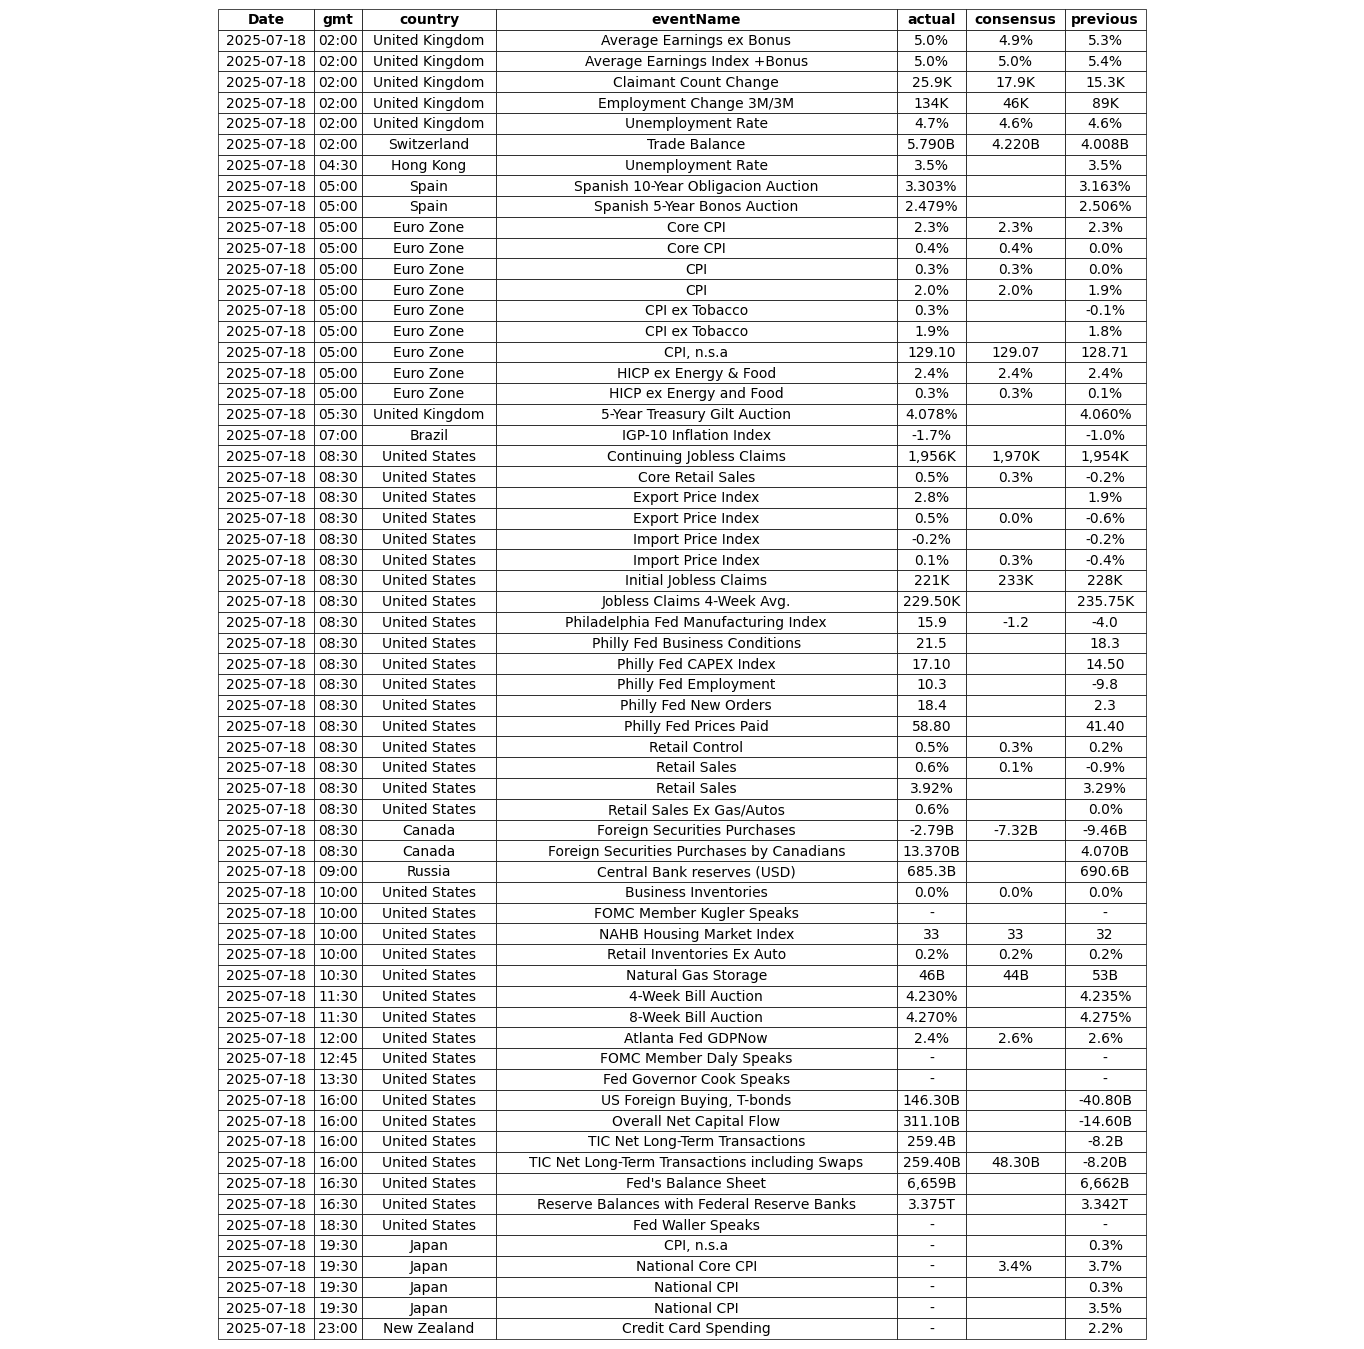 Date gmt country eventName actual consensus previous
2025-07-18 02:00 United Kingdom Average Earnings ex Bonus 5.0% 4.9% 5.3%
2025-07-18 02:00 United Kingdom Average Earnings Index +Bonus 5.0% 5.0% 5.4%
2025-07-18 02:00 United Kingdom Claimant Count Change 25.9K 17.9K 15.3K
2025-07-18 02:00 United Kingdom Employment Change 3M/3M 134K 46K 89K
2025-07-18 02:00 United Kingdom Unemployment Rate 4.7% 4.6% 4.6%
2025-07-18 02:00 Switzerland Trade Balance 5.790B 4.220B 4.008B
2025-07-18 04:30 Hong Kong Unemployment Rate 3.5% 3.5%
2025-07-18 05:00 Spain Spanish 10-Year Obligacion Auction 3.303% 3.163%
2025-07-18 05:00 Spain Spanish 5-Year Bonos Auction 2.479% 2.506%
2025-07-18 05:00 Euro Zone Core CPI 2.3% 2.3% 2.3%
2025-07-18 05:00 Euro Zone Core CPI 0.4% 0.4% 0.0%
2025-07-18 05:00 Euro Zone CPI 0.3% 0.3% 0.0%
2025-07-18 05:00 Euro Zone CPI 2.0% 2.0% 1.9%
2025-07-18 05:00 Euro Zone CPI ex Tobacco 0.3% -0.1%
2025-07-18 05:00 Euro Zone CPI ex Tobacco 1.9% 1.8%
2025-07-18 05:00 Euro Zone CPI, n.s.a 129.10 129.07 128.71
2025-07-18 05:00 Euro Zone HICP ex Energy & Food 2.4% 2.4% 2.4%
2025-07-18 05:00 Euro Zone HICP ex Energy and Food 0.3% 0.3% 0.1%
2025-07-18 05:30 United Kingdom 5-Year Treasury Gilt Auction 4.078% 4.060%
2025-07-18 07:00 Brazil IGP-10 Inflation Index -1.7% -1.0%
2025-07-18 08:30 United States Continuing Jobless Claims 1,956K 1,970K 1,954K
2025-07-18 08:30 United States Core Retail Sales 0.5% 0.3% -0.2%
2025-07-18 08:30 United States Export Price Index 2.8% 1.9%
2025-07-18 08:30 United States Export Price Index 0.5% 0.0% -0.6%
2025-07-18 08:30 United States Import Price Index -0.2% -0.2%
2025-07-18 08:30 United States Import Price Index 0.1% 0.3% -0.4%
2025-07-18 08:30 United States Initial Jobless Claims 221K 233K 228K
2025-07-18 08:30 United States Jobless Claims 4-Week Avg. 229.50K 235.75K
2025-07-18 08:30 United States Philadelphia Fed Manufacturing Index 15.9 -1.2 -4.0
2025-07-18 08:30 United States Philly Fed Business Conditions 21.5 18.3
2025-07-18 08:30 United States Philly Fed CAPEX Index 17.10 14.50
2025-07-18 08:30 United States Philly Fed Employment 10.3 -9.8
2025-07-18 08:30 United States Philly Fed New Orders 18.4 2.3
2025-07-18 08:30 United States Philly Fed Prices Paid 58.80 41.40
2025-07-18 08:30 United States Retail Control 0.5% 0.3% 0.2%
2025-07-18 08:30 United States Retail Sales 0.6% 0.1% -0.9%
2025-07-18 08:30 United States Retail Sales 3.92% 3.29%
2025-07-18 08:30 United States Retail Sales Ex Gas/Autos 0.6% 0.0%
2025-07-18 08:30 Canada Foreign Securities Purchases -2.79B -7.32B -9.46B
2025-07-18 08:30 Canada Foreign Securities Purchases by Canadians 13.370B 4.070B
2025-07-18 09:00 Russia Central Bank reserves (USD) 685.3B 690.6B
2025-07-18 10:00 United States Business Inventories 0.0% 0.0% 0.0%
2025-07-18 10:00 United States FOMC Member Kugler Speaks - -
2025-07-18 10:00 United States NAHB Housing Market Index 33 33 32
2025-07-18 10:00 United States Retail Inventories Ex Auto 0.2% 0.2% 0.2%
2025-07-18 10:30 United States Natural Gas Storage 46B 44B 53B
2025-07-18 11:30 United States 4-Week Bill Auction 4.230% 4.235%
2025-07-18 11:30 United States 8-Week Bill Auction 4.270% 4.275%
2025-07-18 12:00 United States Atlanta Fed GDPNow 2.4% 2.6% 2.6%
2025-07-18 12:45 United States FOMC Member Daly Speaks - -
2025-07-18 13:30 United States Fed Governor Cook Speaks - -
2025-07-18 16:00 United States US Foreign Buying, T-bonds 146.30B -40.80B
2025-07-18 16:00 United States Overall Net Capital Flow 311.10B -14.60B
2025-07-18 16:00 United States TIC Net Long-Term Transactions 259.4B -8.2B
2025-07-18 16:00 United States TIC Net Long-Term Transactions including Swaps 259.40B 48.30B -8.20B
2025-07-18 16:30 United States Fed's Balance Sheet 6,659B 6,662B
2025-07-18 16:30 United States Reserve Balances with Federal Reserve Banks 3.375T 3.342T
2025-07-18 18:30 United States Fed Waller Speaks - -
2025-07-18 19:30 Japan CPI, n.s.a - 0.3%
2025-07-18 19:30 Japan National Core CPI - 3.4% 3.7%
2025-07-18 19:30 Japan National CPI - 0.3%
2025-07-18 19:30 Japan National CPI - 3.5%
2025-07-18 23:00 New Zealand Credit Card Spending - 2.2%